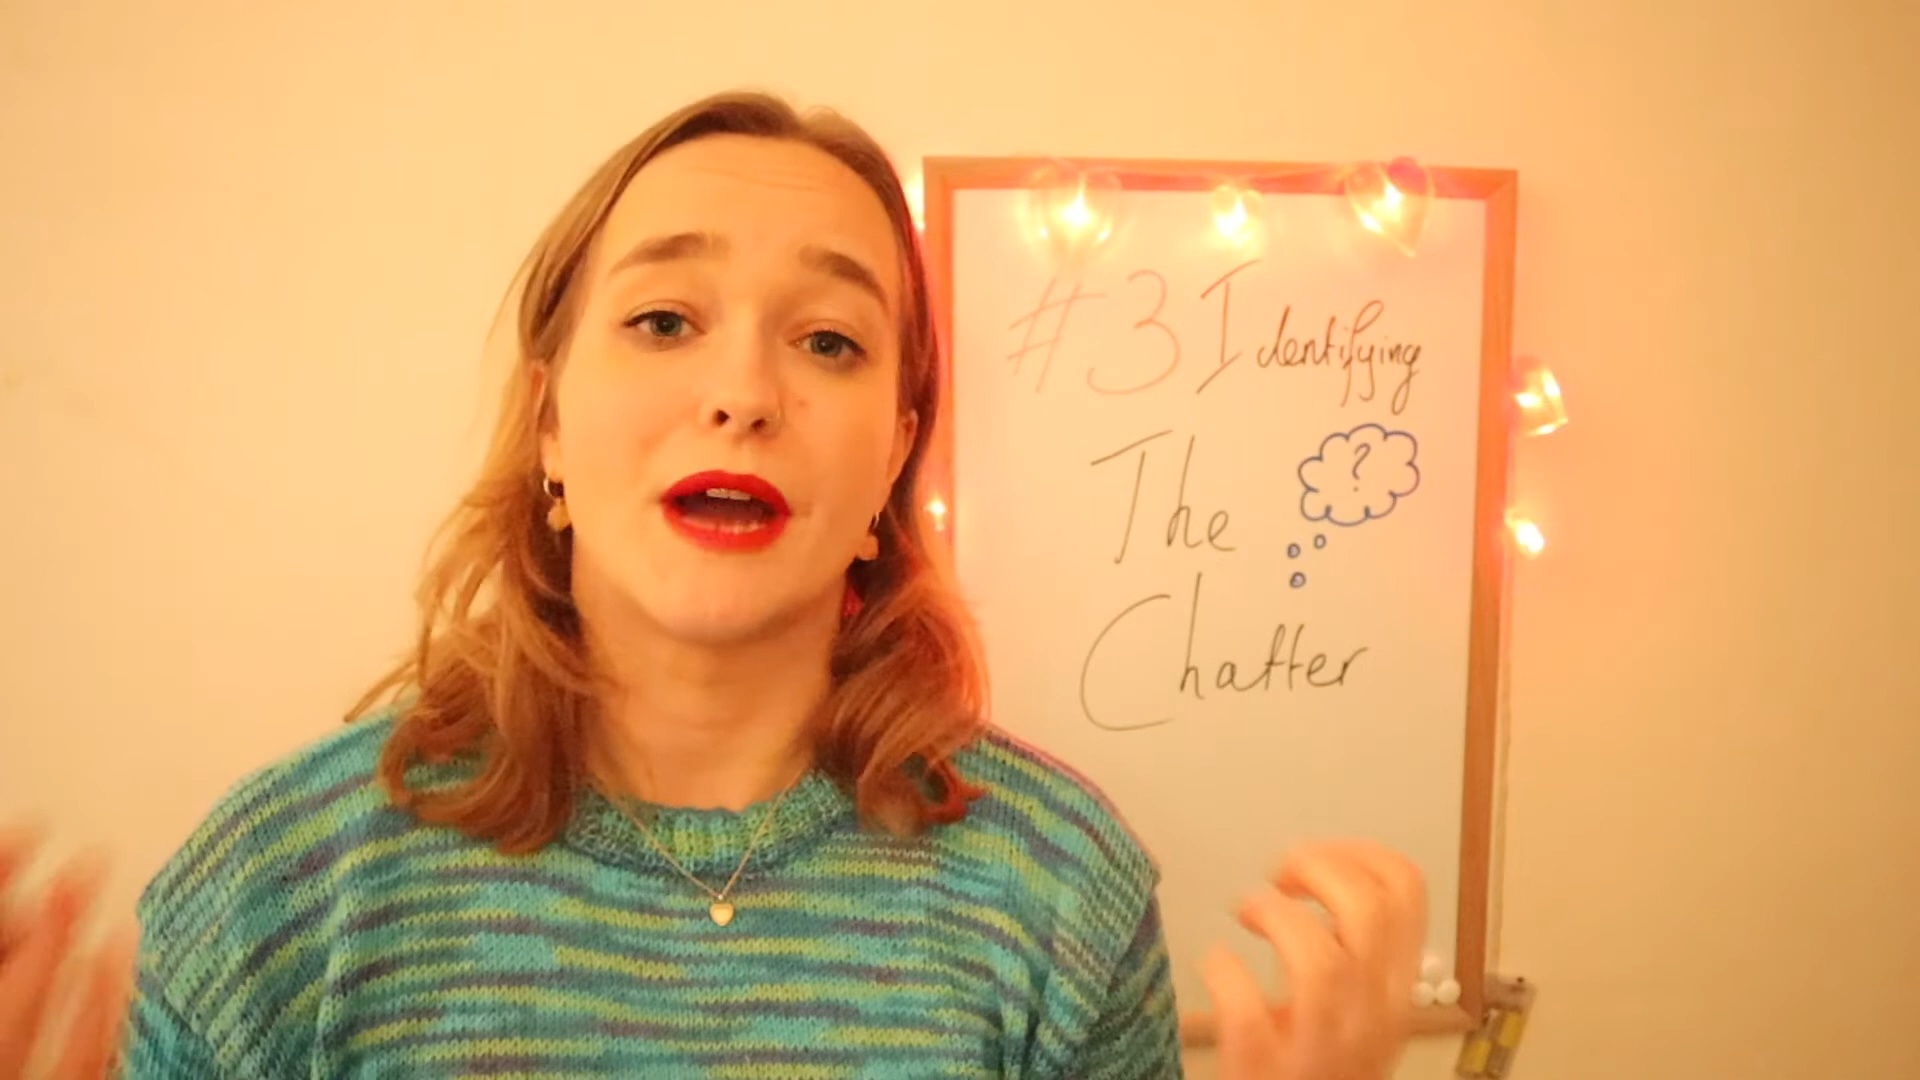 #3 Identifying
?
The
Chatter